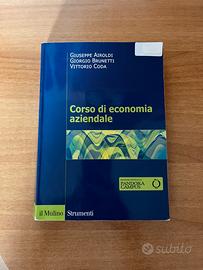 GIUSEPPE AIROLDI
GIORGIO BRUNETTI
VITTORIO CODA
Corso di economia
aziendale
PANDORA
CAMPUS
il Mulino Strumenti
subito